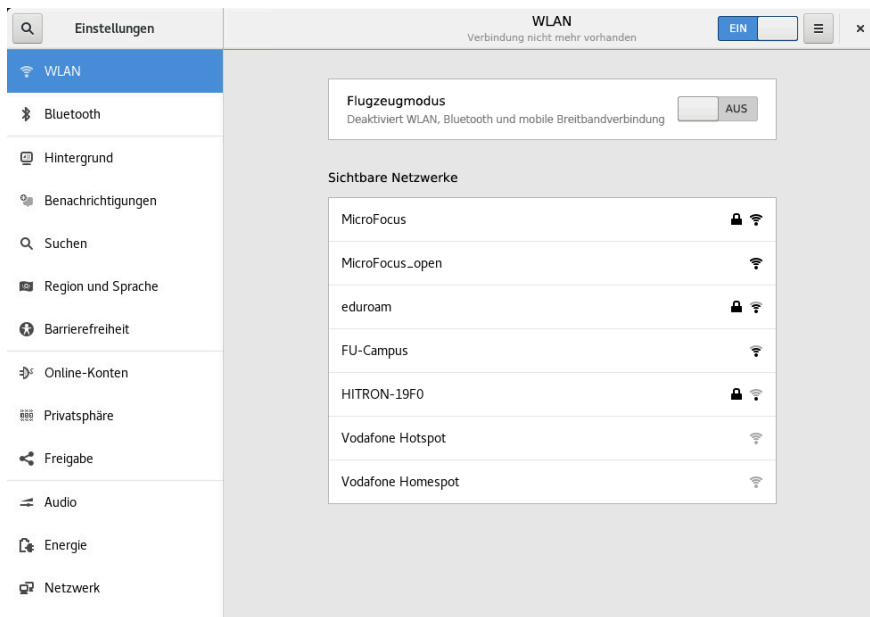 Einstellungen
WLAN
Verbindung nicht mehr vorhanden
EIN
WLAN
Bluetooth
Hintergrund
Benachrichtigungen
Suchen
Region und Sprache
Barrierefreiheit
Online-Konten
Privatsphäre
Freigabe
Audio
Energie
Netzwerk
Flugzeugmodus
Deaktiviert WLAN, Bluetooth und mobile Breitbandverbindung
AUS
Sichtbare Netzwerke
MicroFocus
MicroFocus_open
eduroam
FU-Campus
HITRON-19F0
Vodafone Hotspot
Vodafone Homespot